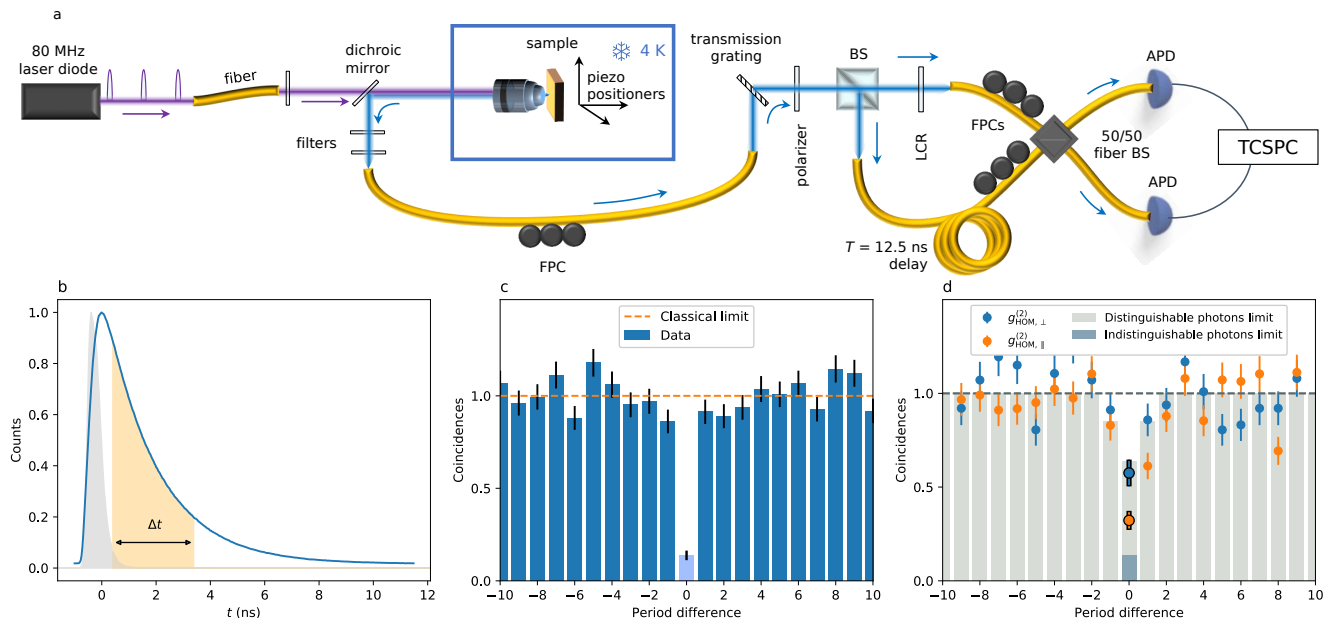 a
80 MHz
laser diode
fiber
dichroic
mirror
sample
4 K
piezo
positioners
filters
FPC
transmission
grating
polarizer
BS
LCR
FPCs
T = 12.5 ns
delay
50/50
fiber BS
APD
APD
TCSPC
b
Counts
1.0
0.8
0.6
0.4
0.2
0.0
Δt
0 2 4 6 8 10 12
t (ns)
c
Classical limit
Data
Coincidences
1.0
0.5
0.0
−10 −8 −6 −4 −2 0 2 4 6 8 10
Period difference
d
g(2)HOM, ⊥
g(2)HOM, ∥
Distinguishable photons limit
Indistinguishable photons limit
Coincidences
1.0
0.5
0.0
−10 −8 −6 −4 −2 0 2 4 6 8 10
Period difference